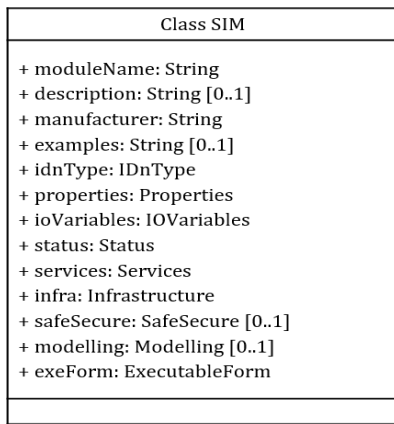 Class SIM
+ moduleName: String
+ description: String [0..1]
+ manufacturer: String
+ examples: String [0..1]
+ idnType: IDnType
+ properties: Properties
+ ioVariables: IOVariables
+ status: Status
+ services: Services
+ infra: Infrastructure
+ safeSecure: SafeSecure [0..1]
+ modelling: Modelling [0..1]
+ exeForm: ExecutableForm